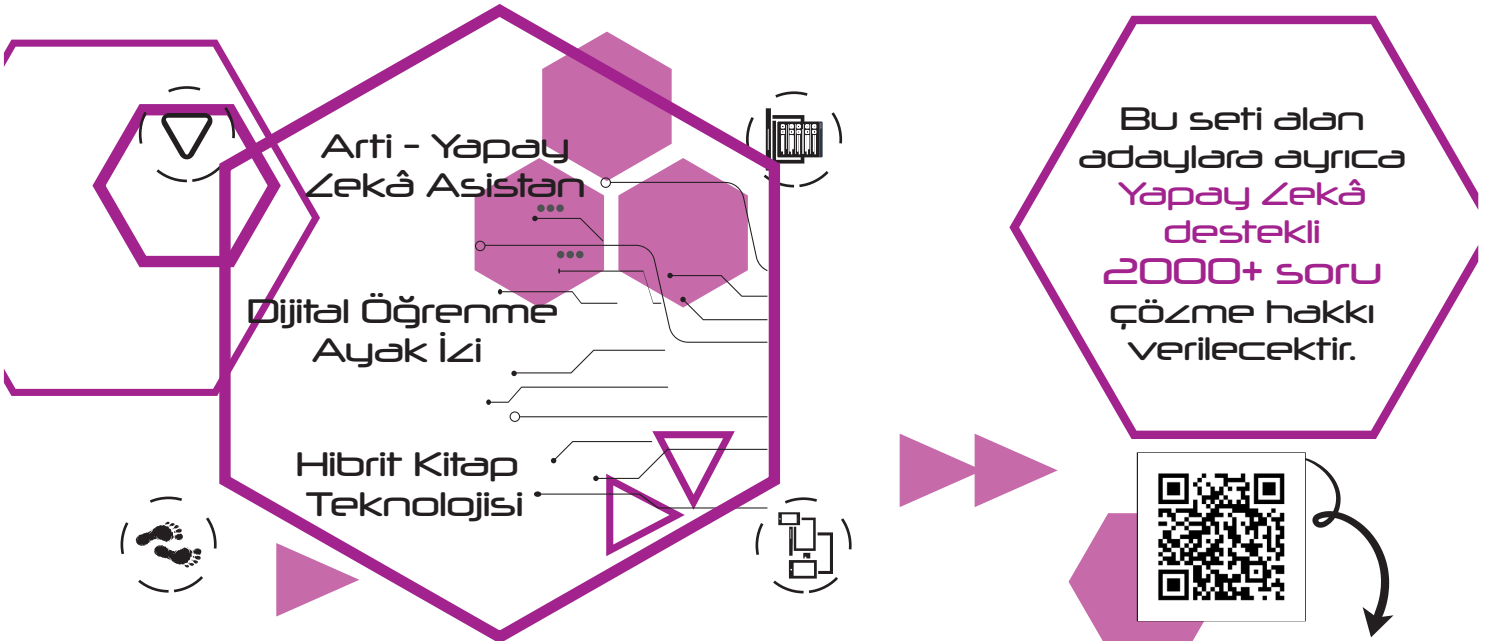 Arti - Yapay
Zekâ Asistan
Dijital Öğrenme
Ayak İzi
Hibrit Kitap
Teknolojisi
Bu seti alan
adaylara ayrıca
Yapay Zekâ
destekli
2000+ soru
çözme hakkı
verilecektir.